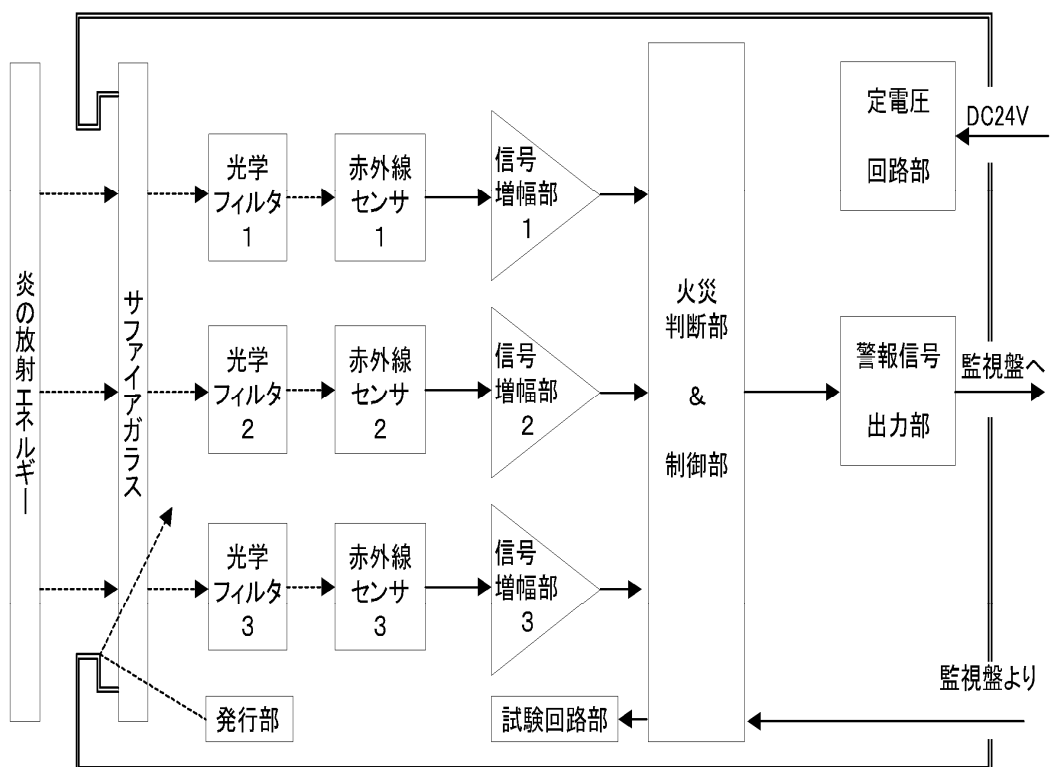 炎の放射エネルギー
サファイアガラス
光学
フィルタ
1
赤外線
センサ
1
信号
増幅部
1
光学
フィルタ
2
赤外線
センサ
2
信号
増幅部
2
光学
フィルタ
3
赤外線
センサ
3
信号
増幅部
3
発行部
試験回路部
火災
判断部
&
制御部
定電圧
回路部
DC24V
警報信号
出力部
監視盤へ
監視盤より